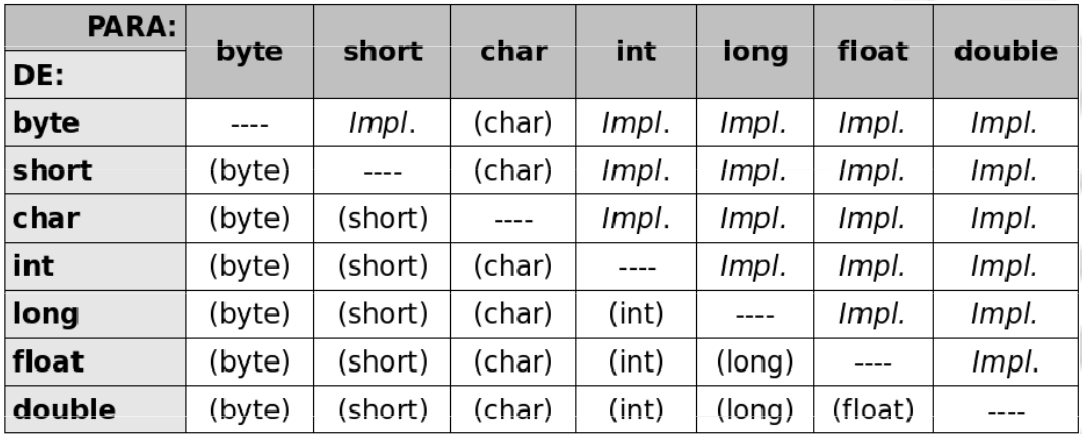 PARA: byte short char int long float double
DE:
byte ---- Impl. (char) Impl. Impl. Impl. Impl.
short (byte) ---- (char) Impl. Impl. Impl. Impl.
char (byte) (short) ---- Impl. Impl. Impl. Impl.
int (byte) (short) (char) ---- Impl. Impl. Impl.
long (byte) (short) (char) (int) ---- Impl. Impl.
float (byte) (short) (char) (int) (long) ---- Impl.
double (byte) (short) (char) (int) (long) (float) ----